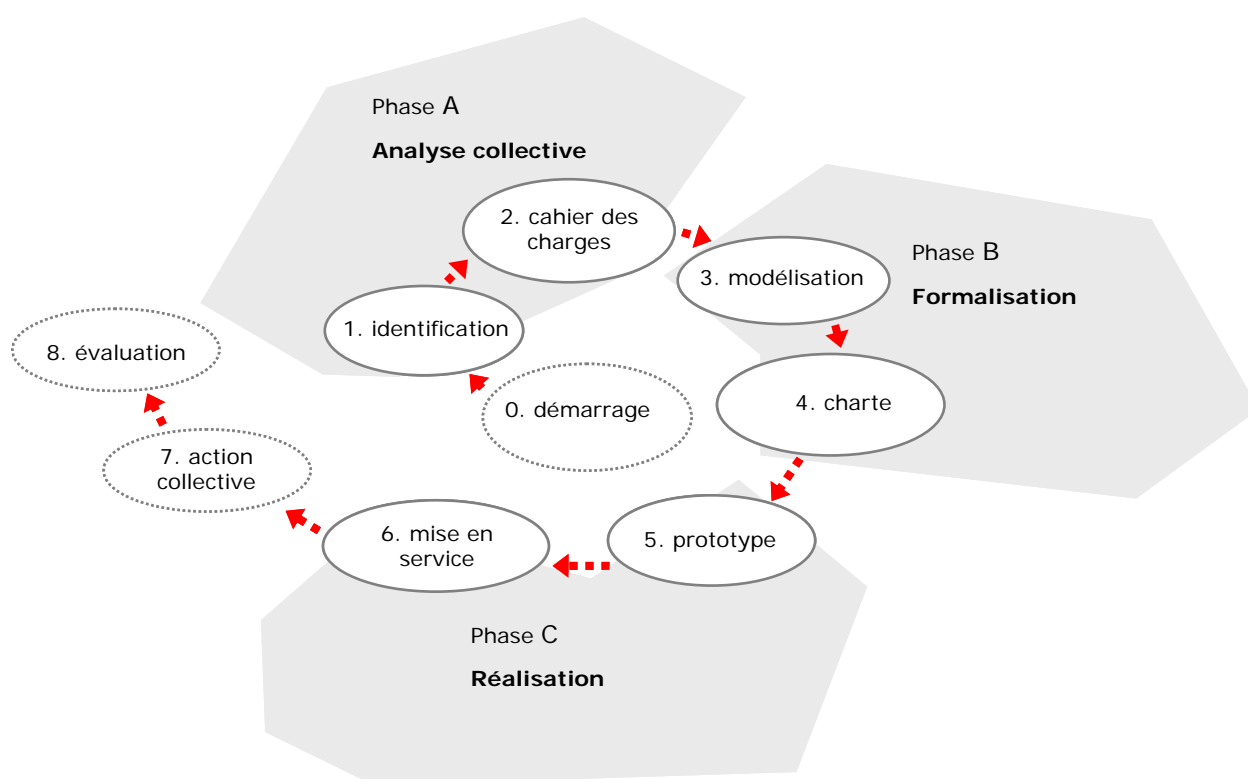 Phase A
Analyse collective
2. cahier des
charges
Phase B
3. modélisation
Formalisation
1. identification
8. évaluation
0. démarrage
4. charte
7. action
collective
6. mise en
service
5. prototype
Phase C
Réalisation